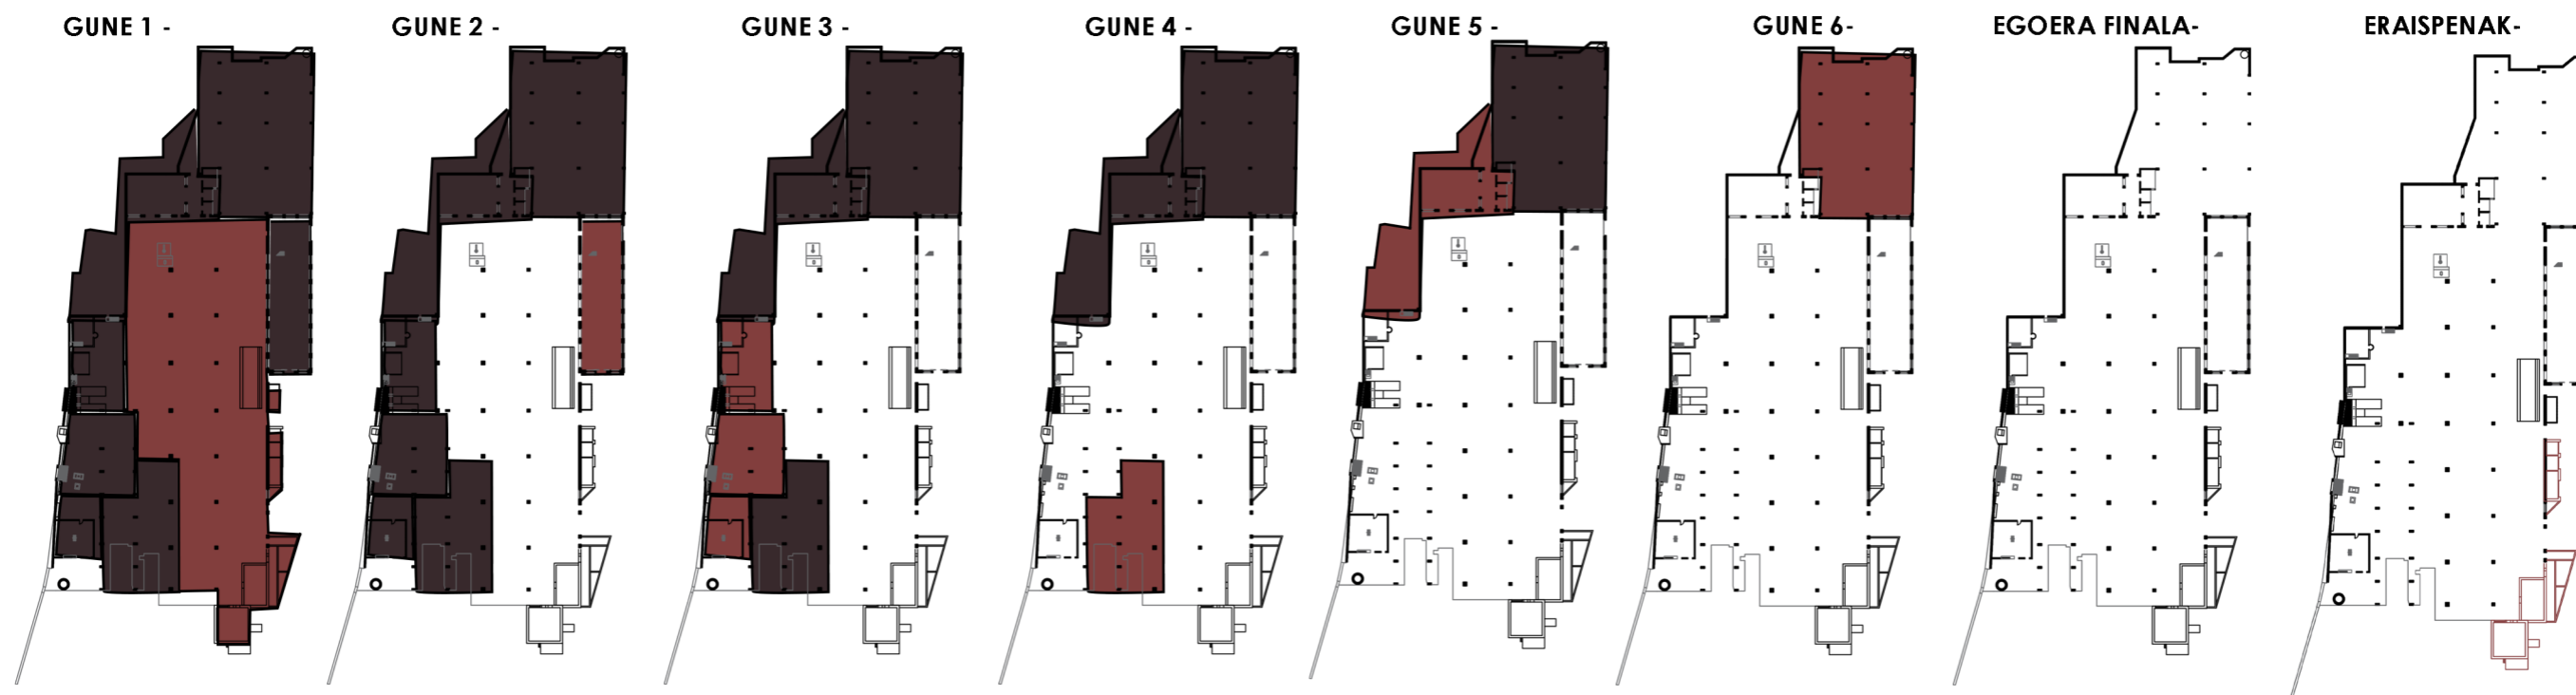 GUNE 1 -
GUNE 2 -
GUNE 3 -
GUNE 4 -
GUNE 5 -
GUNE 6-
EGOERA FINALA-
ERAISPENAK-